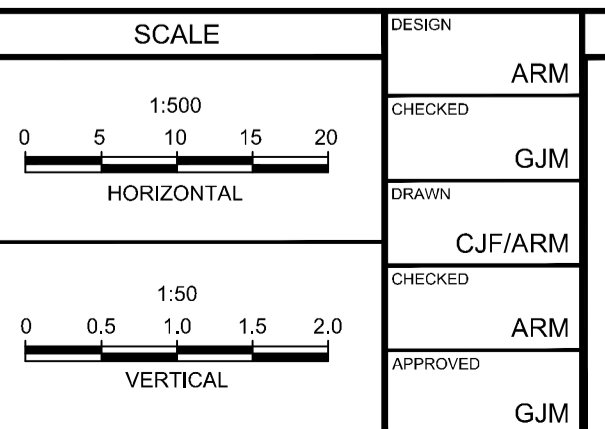 SCALE
1:500
0 5 10 15 20
HORIZONTAL
1:50
0 0.5 1.0 1.5 2.0
VERTICAL
DESIGN
ARM
CHECKED
GJM
DRAWN
CJF/ARM
CHECKED
ARM
APPROVED
GJM